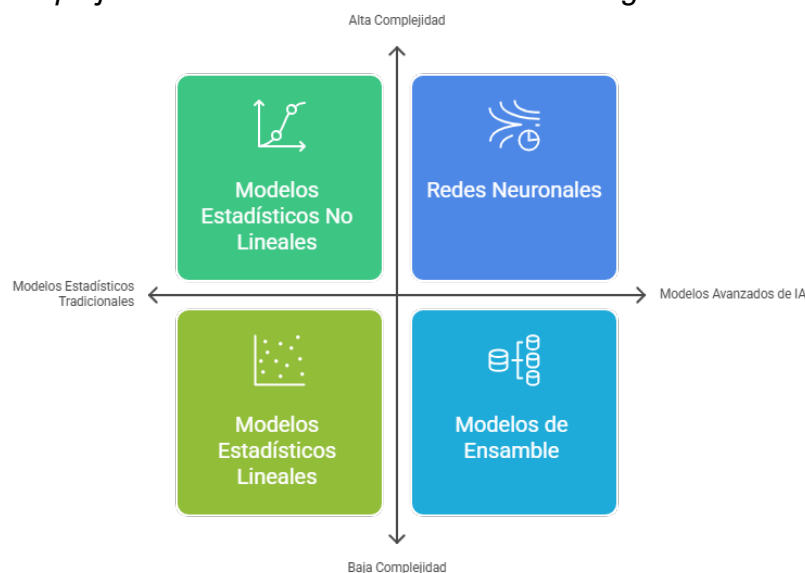 Alta Complejidad
Modelos
Estadísticos No
Lineales
Redes Neuronales
Modelos Estadísticos
Tradicionales
Modelos Avanzados de IA
Modelos
Estadísticos
Lineales
Modelos de
Ensamble
Baja Complejidad